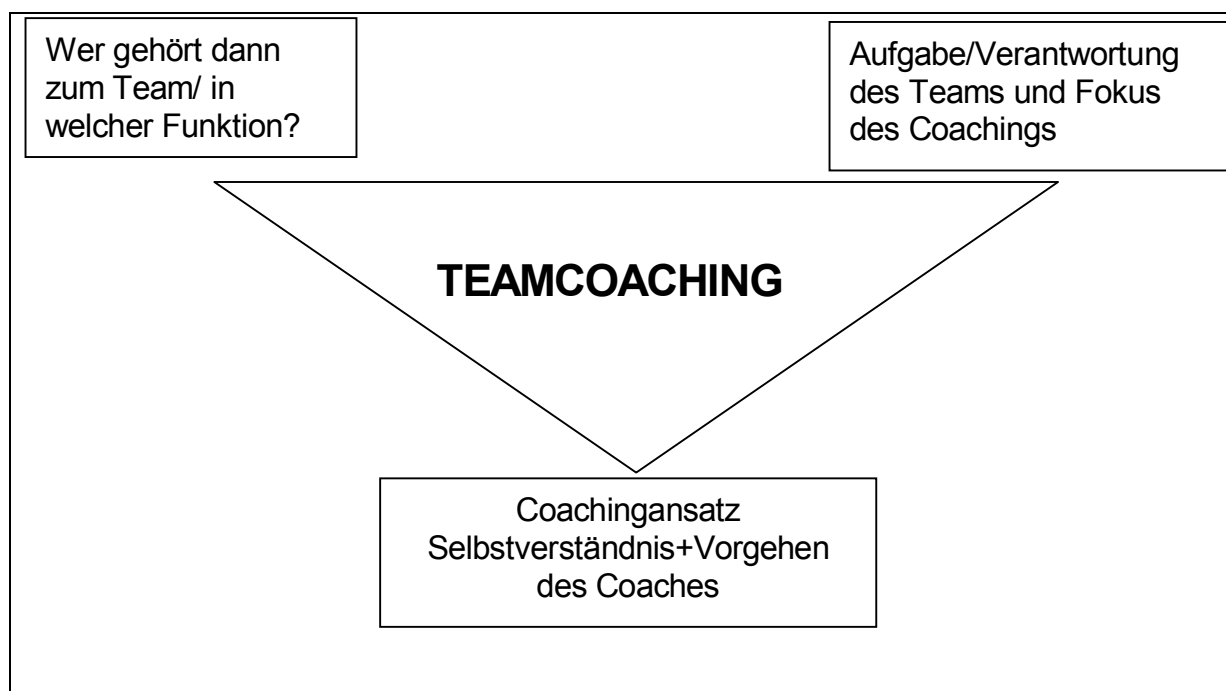 Wer gehört dann
zum Team/ in
welcher Funktion?
Aufgabe/Verantwortung
des Teams und Fokus
des Coachings
TEAMCOACHING
Coachingansatz
Selbstverständnis+Vorgehen
des Coaches